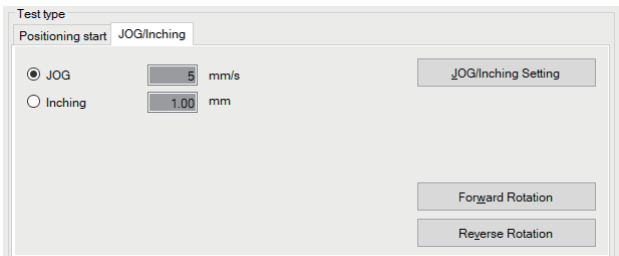 Test type
Positioning start JOG/Inching
JOG 5 mm/s JOG/Inching Setting
Inching 1.00 mm
Forward Rotation
Reverse Rotation